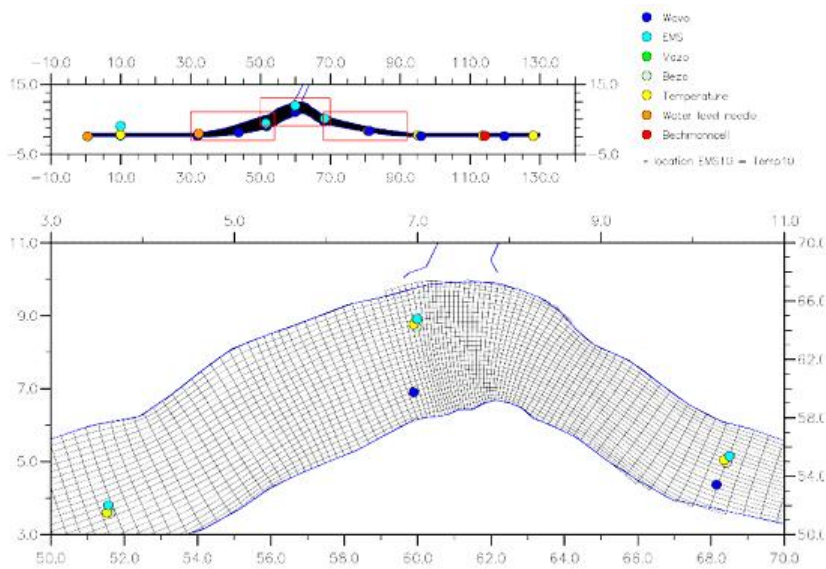 Wavo
EMS
Vazo
Bezo
Temperature
Water level needle
Bechmanncell
- location EMS10 = Temp10
-10.0 10.0 30.0 50.0 70.0 90.0 110.0 130.0
15.0 15.0
-5.0 -5.0
-10.0 10.0 30.0 50.0 70.0 90.0 110.0 130.0
3.0 5.0 7.0 9.0 11.0
11.0 70.0
9.0 66.0
62.0
7.0
58.0
5.0
54.0
3.0 50.0
50.0 52.0 54.0 56.0 58.0 60.0 62.0 64.0 66.0 68.0 70.0